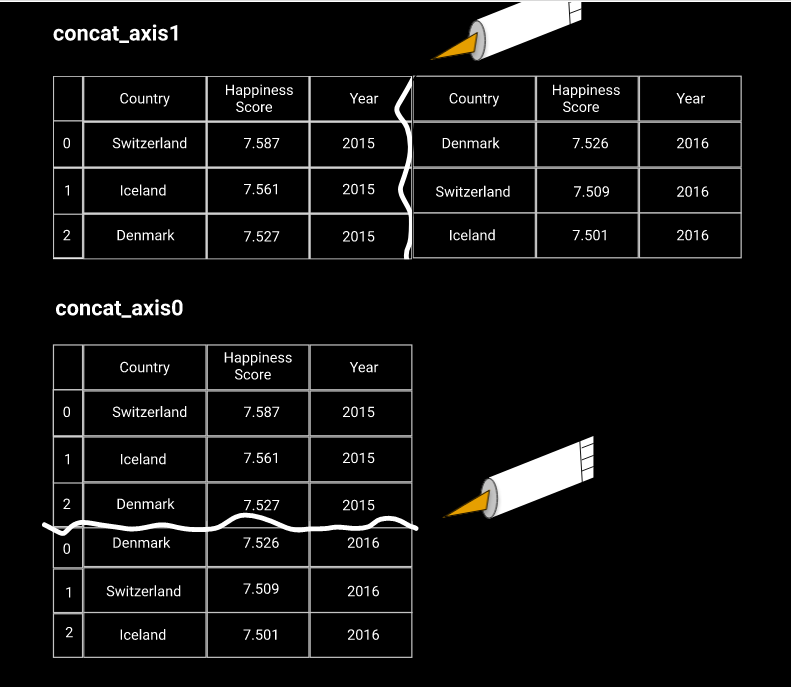 concat_axis1
Country Happiness Score Year Country Happiness Score Year
0 Switzerland 7.587 2015 Denmark 7.526 2016
1 Iceland 7.561 2015 Switzerland 7.509 2016
2 Denmark 7.527 2015 Iceland 7.501 2016
concat_axis0
Country Happiness Score Year
0 Switzerland 7.587 2015
1 Iceland 7.561 2015
2 Denmark 7.527 2015
0 Denmark 7.526 2016
1 Switzerland 7.509 2016
2 Iceland 7.501 2016